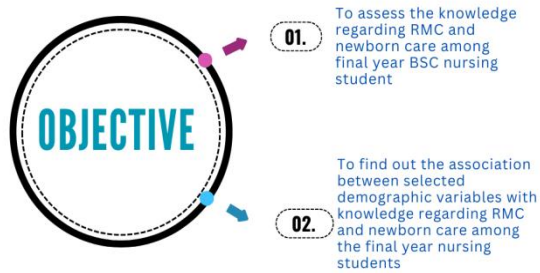 OBJECTIVE
01.
To assess the knowledge
regarding RMC and
newborn care among
final year BSC nursing
student
02.
To find out the association
between selected
demographic variables with
knowledge regarding RMC
and newborn care among
the final year nursing
students